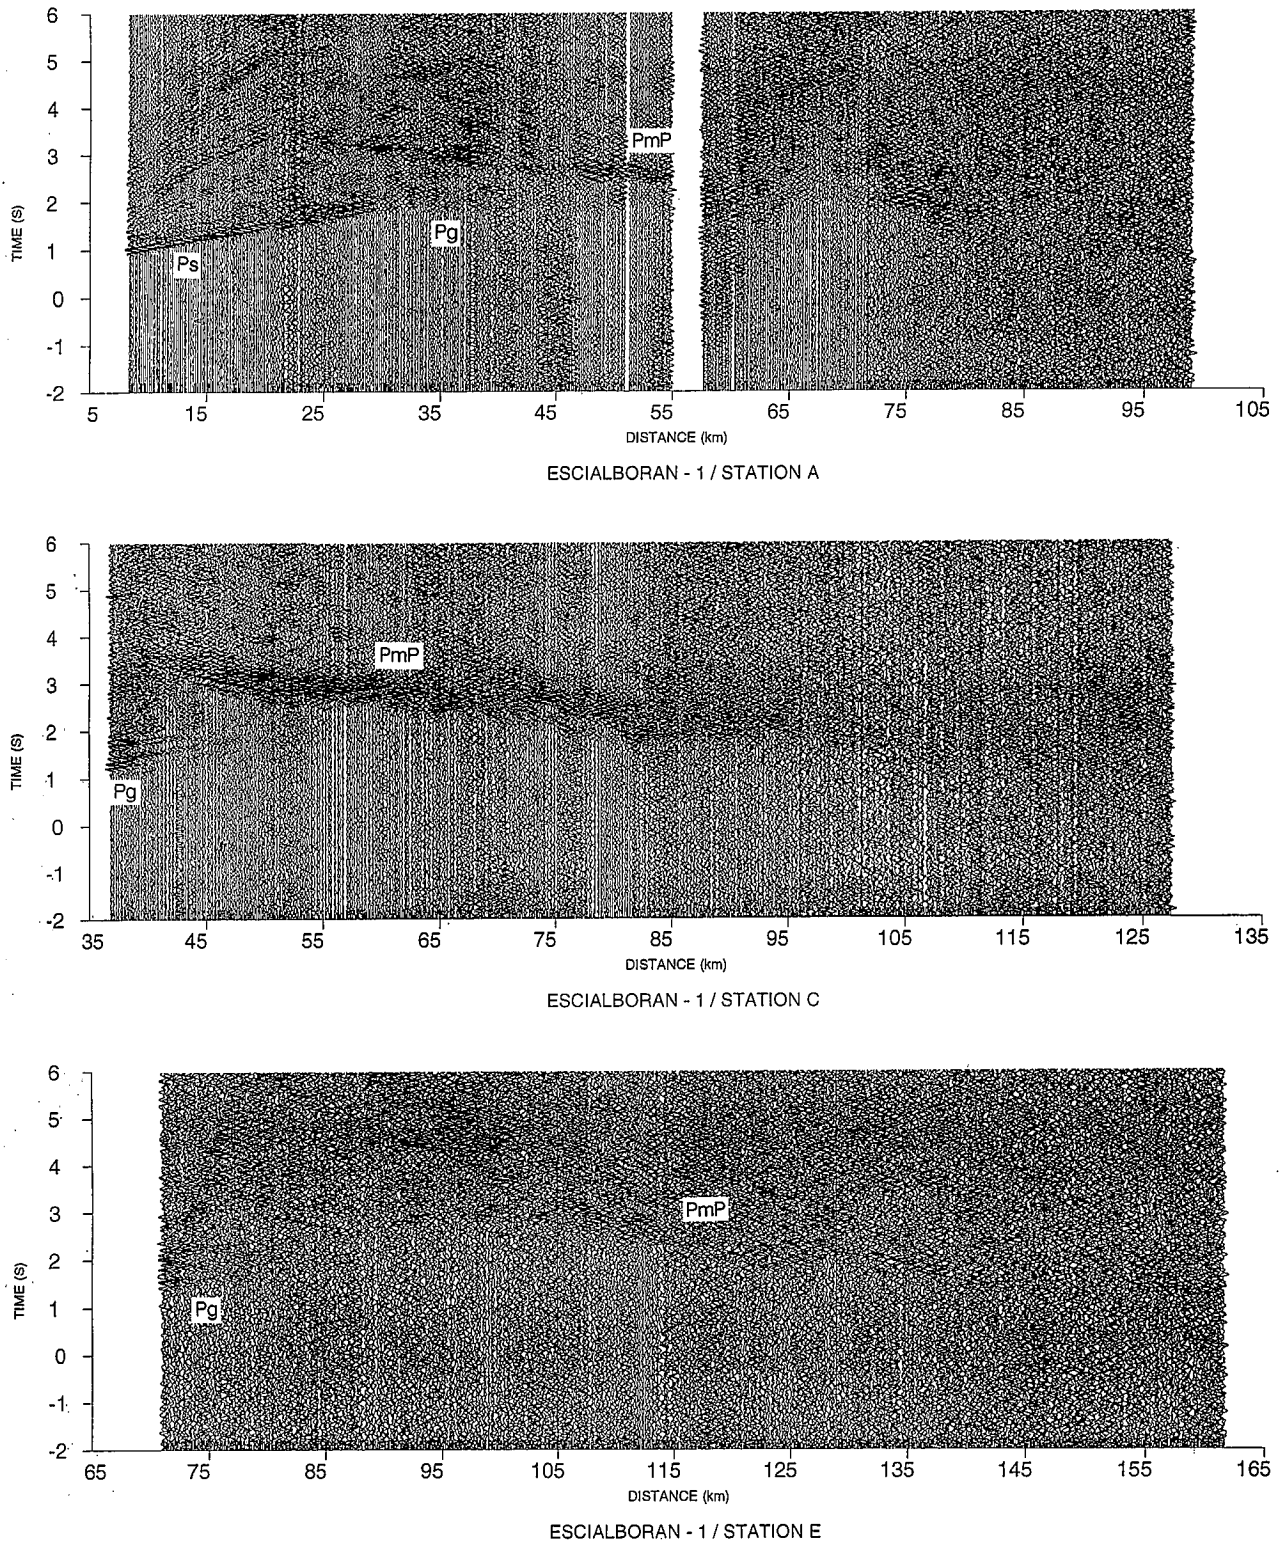 6
5
4
3
2
1
0
-1
-2
TIME (S)
PmP
Pg
Ps
5 15 25 35 45 55 65 75 85 95 105
DISTANCE (km)
ESCIALBORAN - 1 / STATION A
6
5
4
3
2
1
0
-1
-2
TIME (S)
PmP
Pg
35 45 55 65 75 85 95 105 115 125 135
DISTANCE (km)
ESCIALBORAN - 1 / STATION C
6
5
4
3
2
1
0
-1
-2
TIME (S)
PmP
Pg
65 75 85 95 105 115 125 135 145 155 165
DISTANCE (km)
ESCIALBORAN - 1 / STATION E